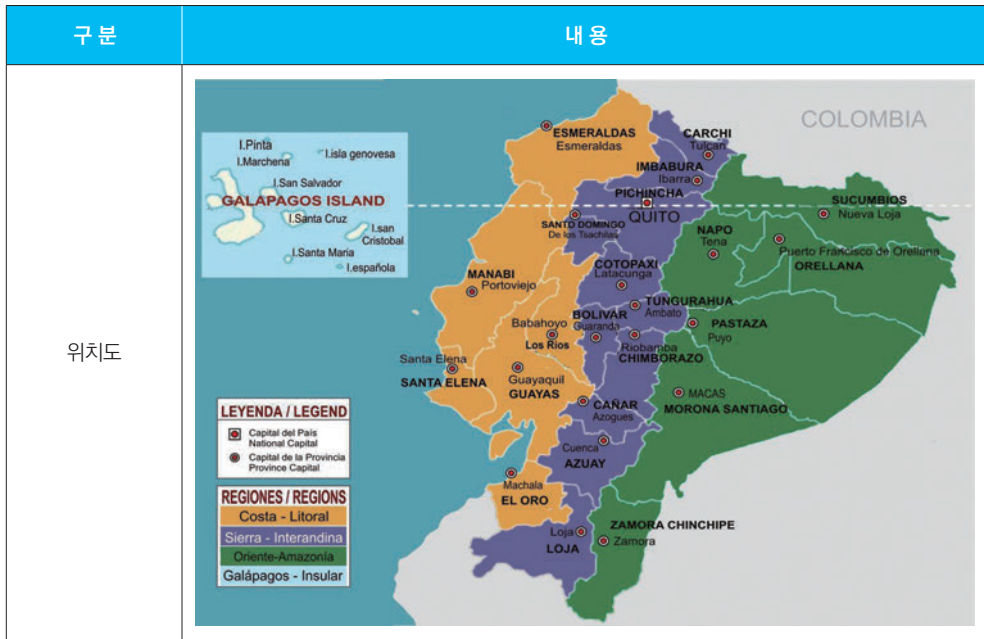 구 분
내 용
위치도
COLOMBIA
I.Pinta
I.Marchena
I.isla genovesa
I.San Salvador
GALAPAGOS ISLAND
I.Santa Cruz
I.san
Cristobal
I.Santa Maria
I.española
ESMERALDAS
Esmeraldas
CARCHI
Tulcan
IMBABURA
Ibarra
PICHINCHA
QUITO
SANTO DOMINGO
De los Tsachilas
SUCUMBIOS
Nueva Loja
NAPO
Tena
Puerto Francisco de Orellana
ORELLANA
MANABI
Portoviejo
COTOPAXI
Latacunga
TUNGURAHUA
Ambato
BOLIVAR
Guaranda
Babahoyo
Los Rios
PASTAZA
Puyo
Riobamba
CHIMBORAZO
Santa Elena
SANTA ELENA
Guayaquil
GUAYAS
MACAS
MORONA SANTIAGO
CAÑAR
Azogues
Cuenca
AZUAY
Machala
EL ORO
Loja
LOJA
ZAMORA CHINCHIPE
Zamora
LEYENDA / LEGEND
Capital del País
National Capital
Capital de la Provincia
Province Capital
REGIONES / REGIONS
Costa - Litoral
Sierra - Interandina
Oriente-Amazonía
Galápagos - Insular